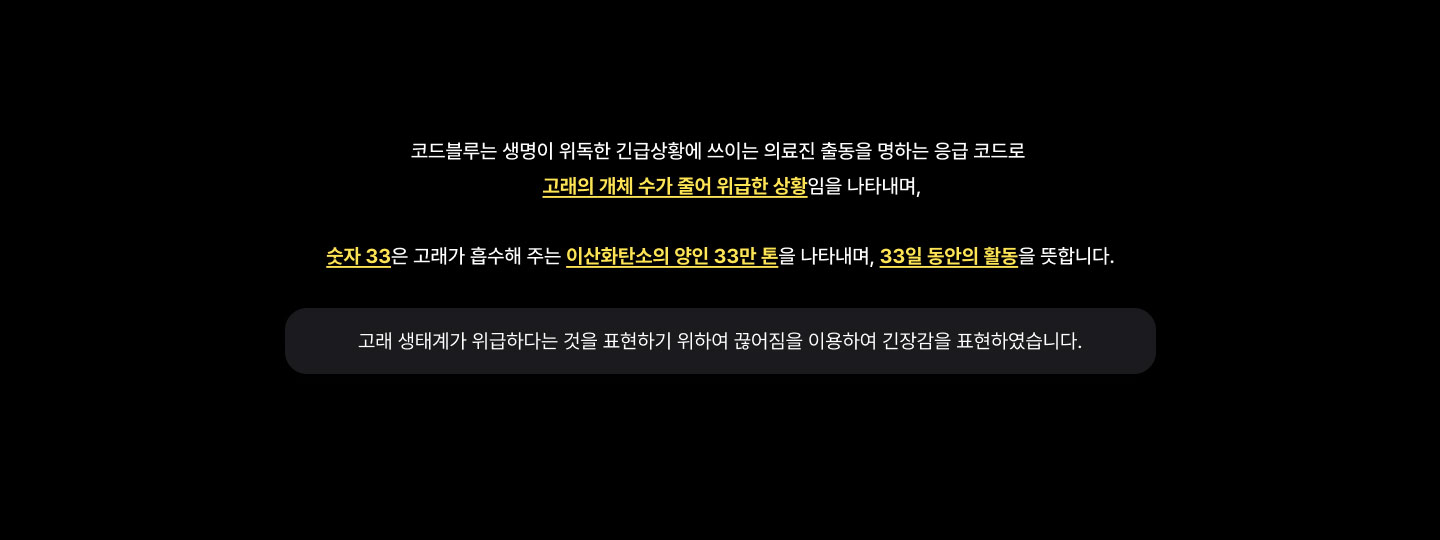 코드블루는 생명이 위독한 긴급상황에 쓰이는 의료진 출동을 명하는 응급 코드로
고래의 개체 수가 줄어 위급한 상황임을 나타내며,
숫자 33은 고래가 흡수해 주는 이산화탄소의 양인 33만 톤을 나타내며, 33일 동안의 활동을 뜻합니다.
고래 생태계가 위급하다는 것을 표현하기 위하여 끊어짐을 이용하여 긴장감을 표현하였습니다.